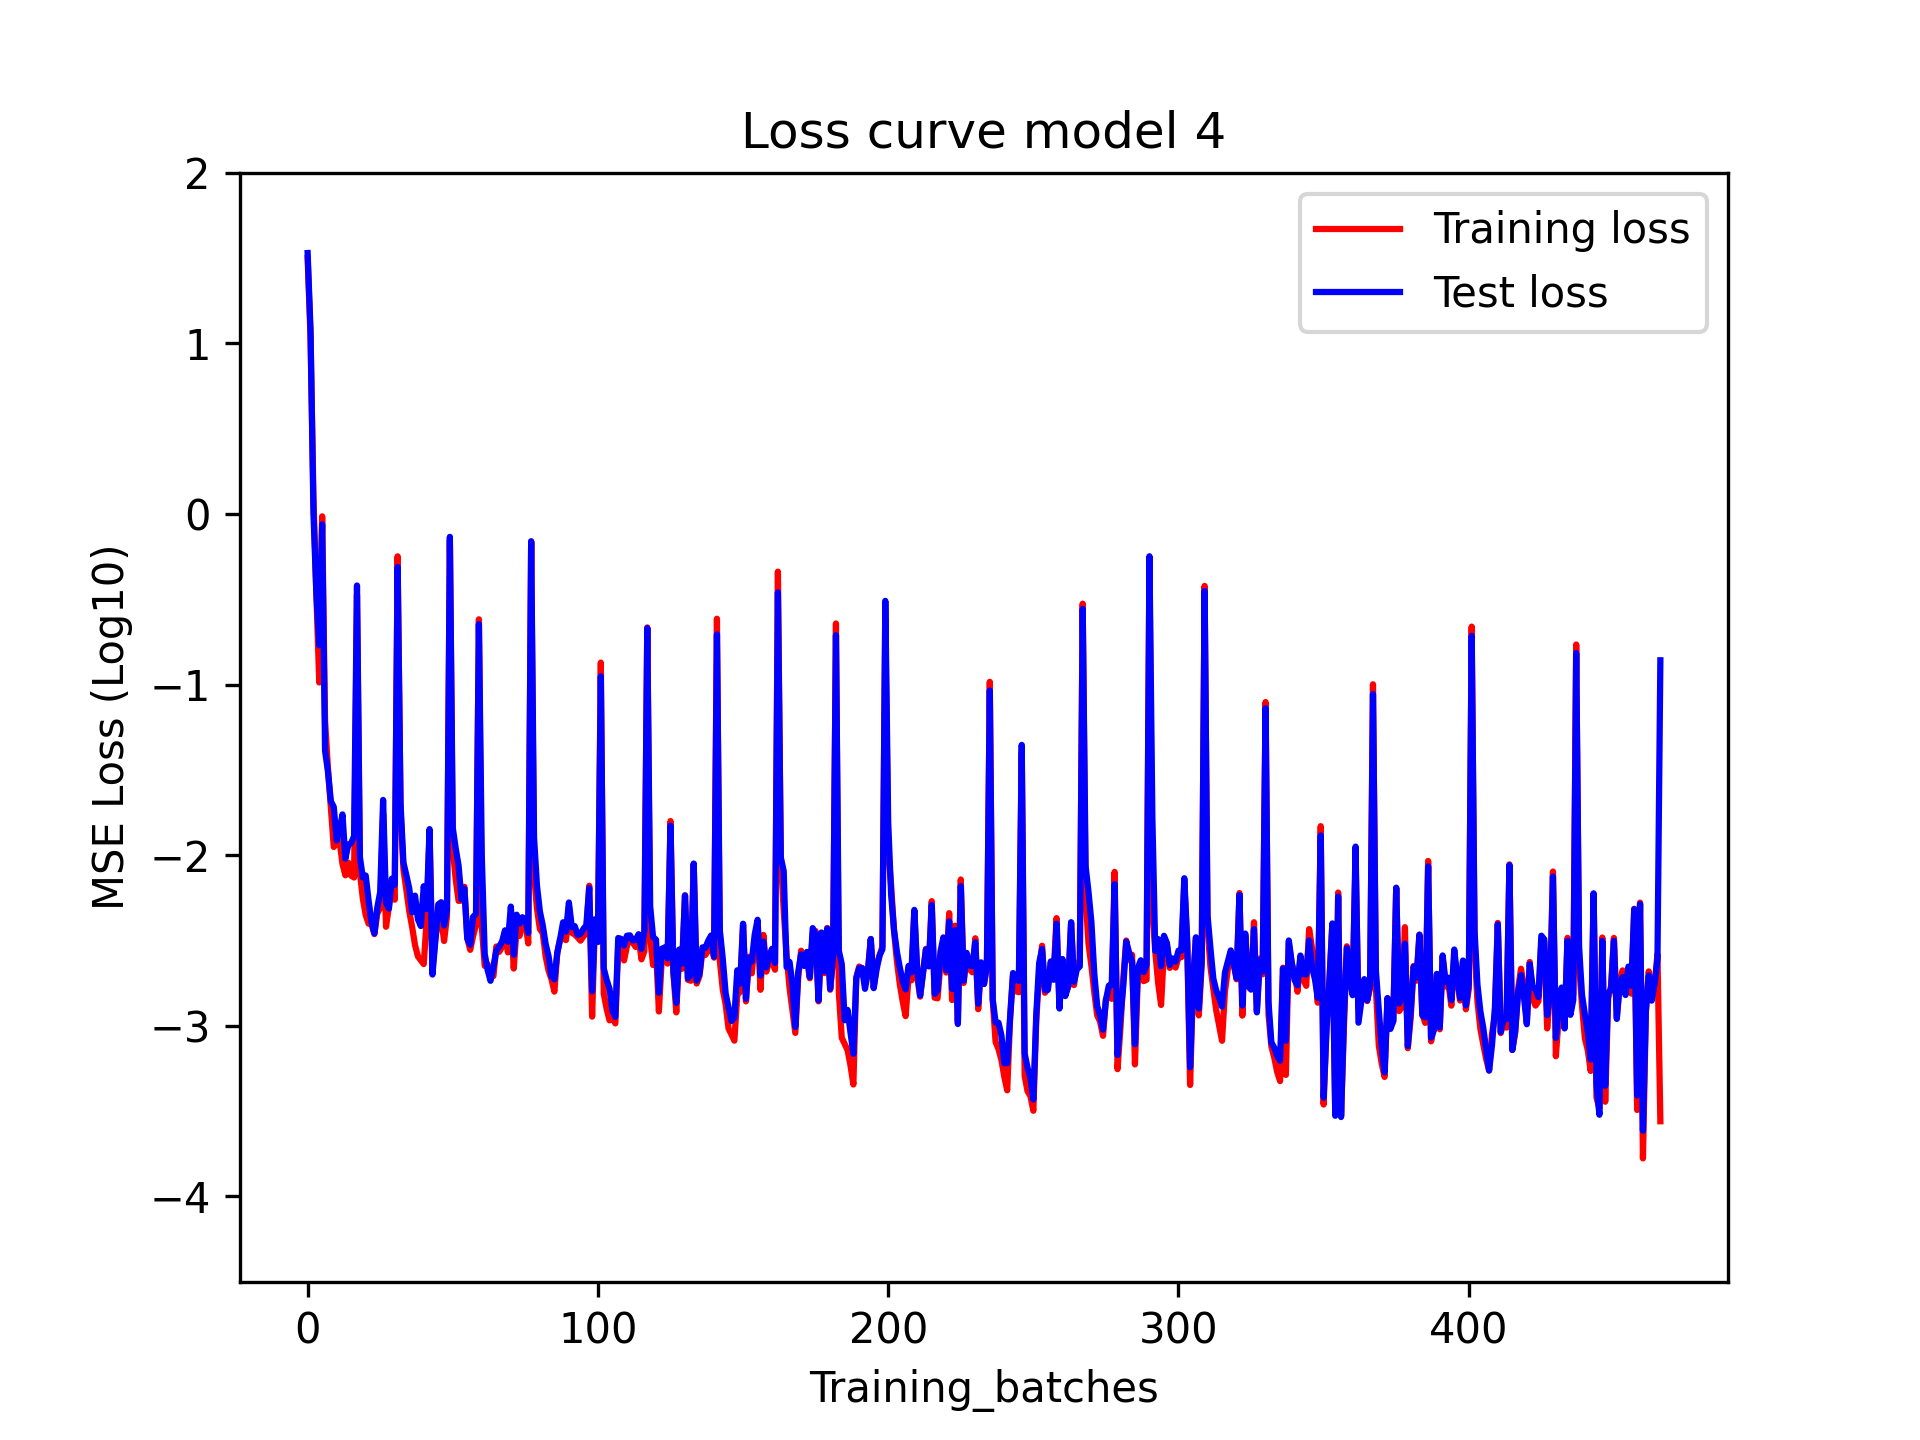 Loss curve model 4
Training loss
Test loss
MSE Loss (Log10)
2
1
0
−1
−2
−3
−4
0 100 200 300 400
Training_batches